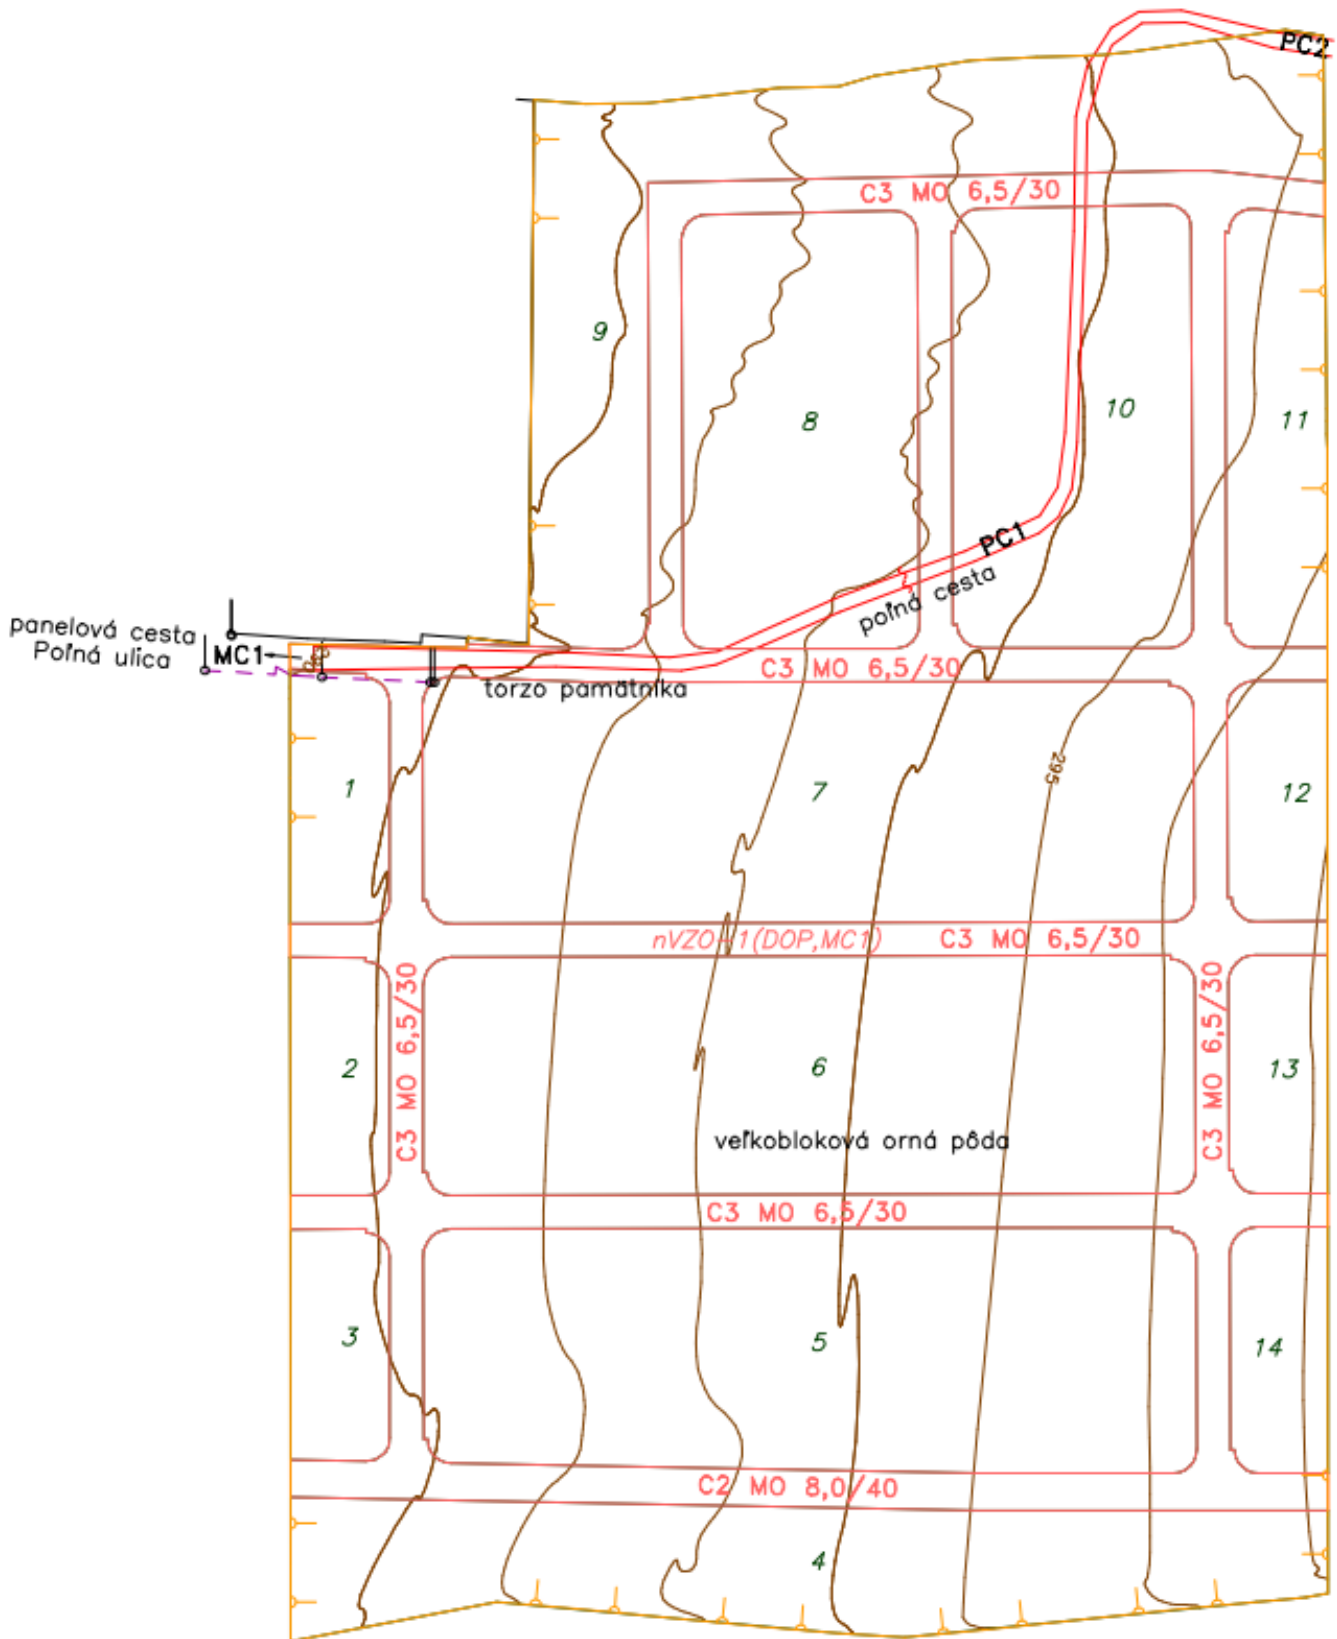 PC2
C3 MO 6,5/30
9
8
10
11
PC1
poľná cesta
panelová cesta
Poľná ulica
MC1
C3 MO 6,5/30
torzo pamätníka
295
1
7
12
nVZO-1(DOP,MC1)
C3 MO 6,5/30
C3 MO 6,5/30
C3 MO 6,5/30
2
6
13
veľkobloková orná pôda
C3 MO 6,5/30
3
5
14
C2 MO 8,0/40
4